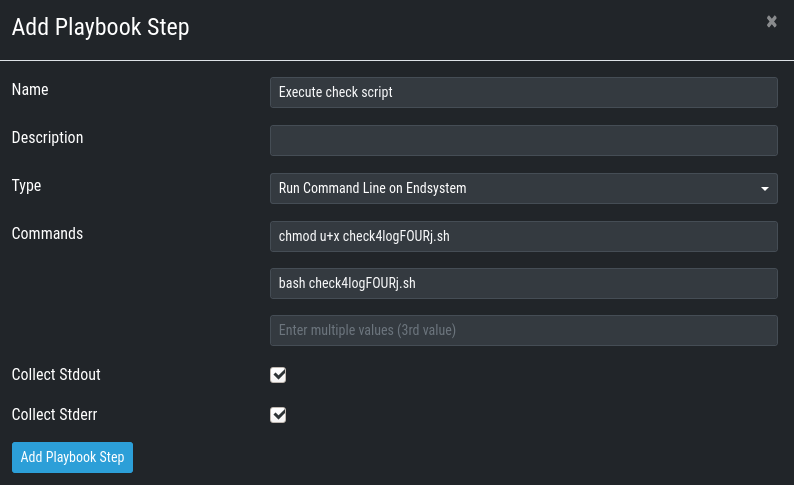 Add Playbook Step
×
Name
Execute check script
Description
Type
Run Command Line on Endsystem
Commands
chmod u+x check4logFOURj.sh
bash check4logFOURj.sh
Enter multiple values (3rd value)
Collect Stdout
Collect Stderr
Add Playbook Step